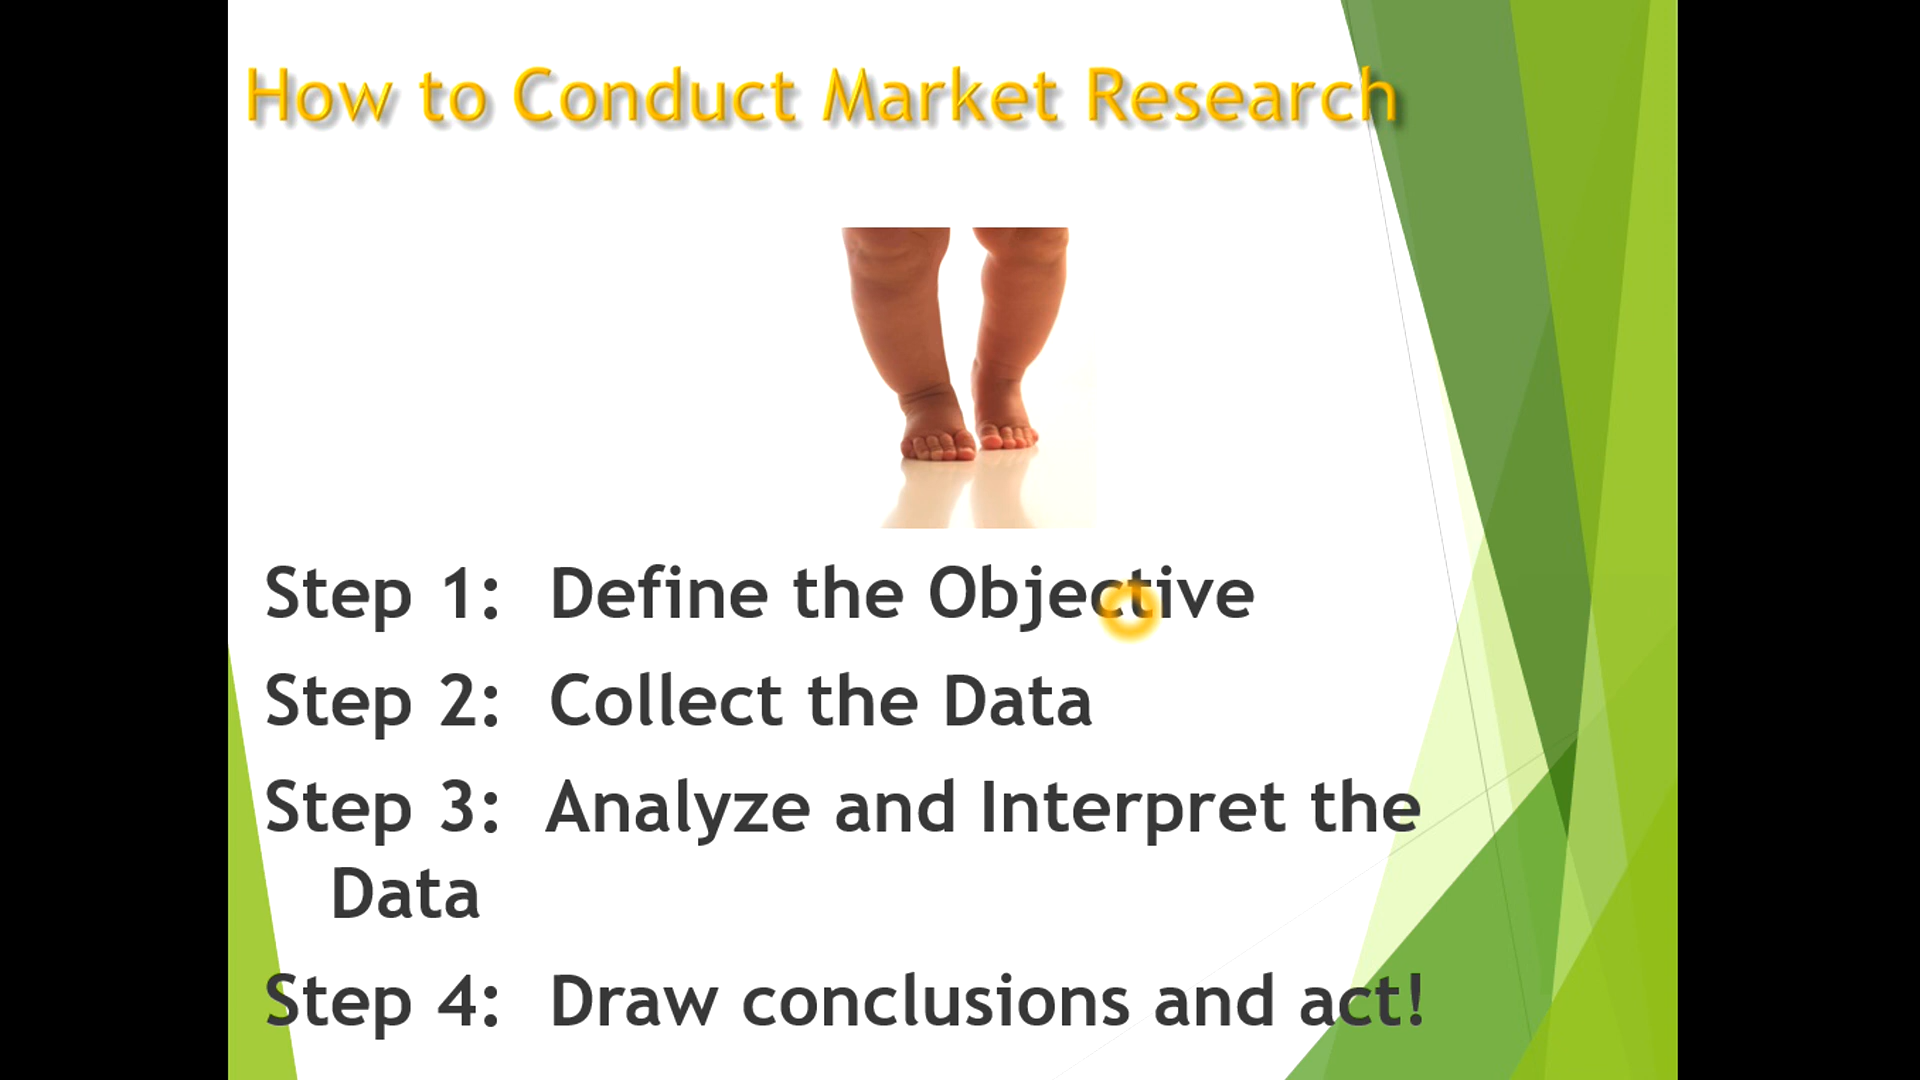 How to Conduct Market Research
Step 1: Define the Objective
Step 2: Collect the Data
Step 3: Analyze and Interpret the
Data
Step 4: Draw conclusions and act!